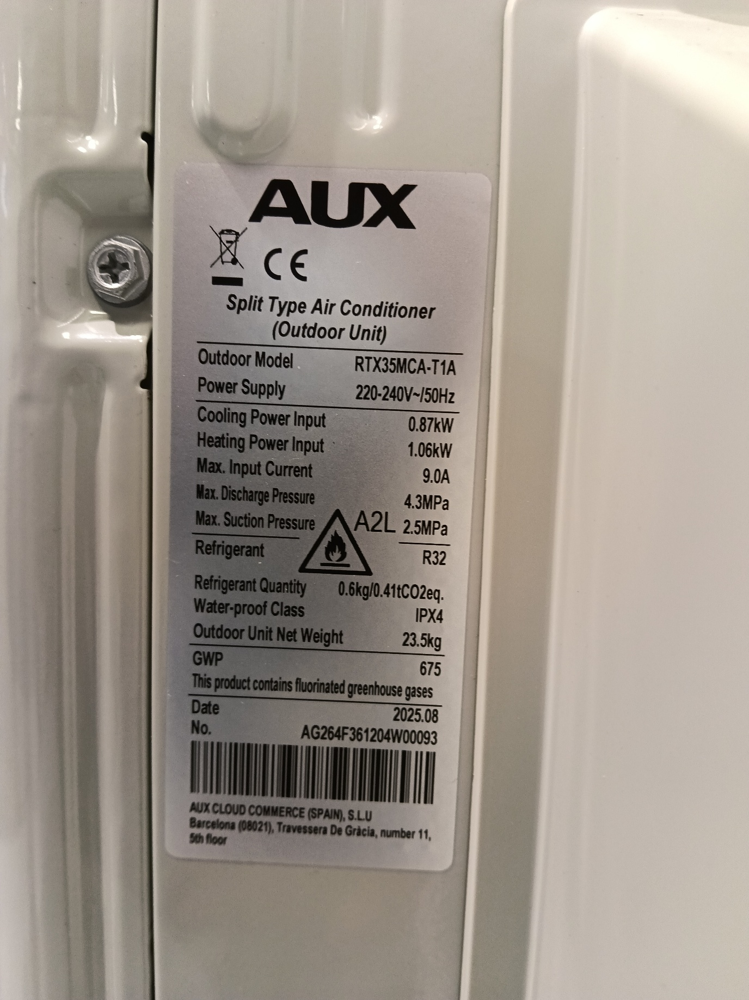 AUX
CE
Split Type Air Conditioner
(Outdoor Unit)
Outdoor Model RTX35MCA-T1A
Power Supply 220-240V~/50Hz
Cooling Power Input 0.87kW
Heating Power Input 1.06kW
Max. Input Current 9.0A
Max. Discharge Pressure 4.3MPa
Max. Suction Pressure A2L 2.5MPa
Refrigerant R32
Refrigerant Quantity 0.6kg/0.41tCO2eq.
Water-proof Class IPX4
Outdoor Unit Net Weight 23.5kg
GWP 675
This product contains fluorinated greenhouse gases
Date 2025.08
No. AG264F361204W00093
AUX CLOUD COMMERCE (SPAIN), S.L.U
Barcelona (08021), Travessera De Gràcia, number 11,
5th floor